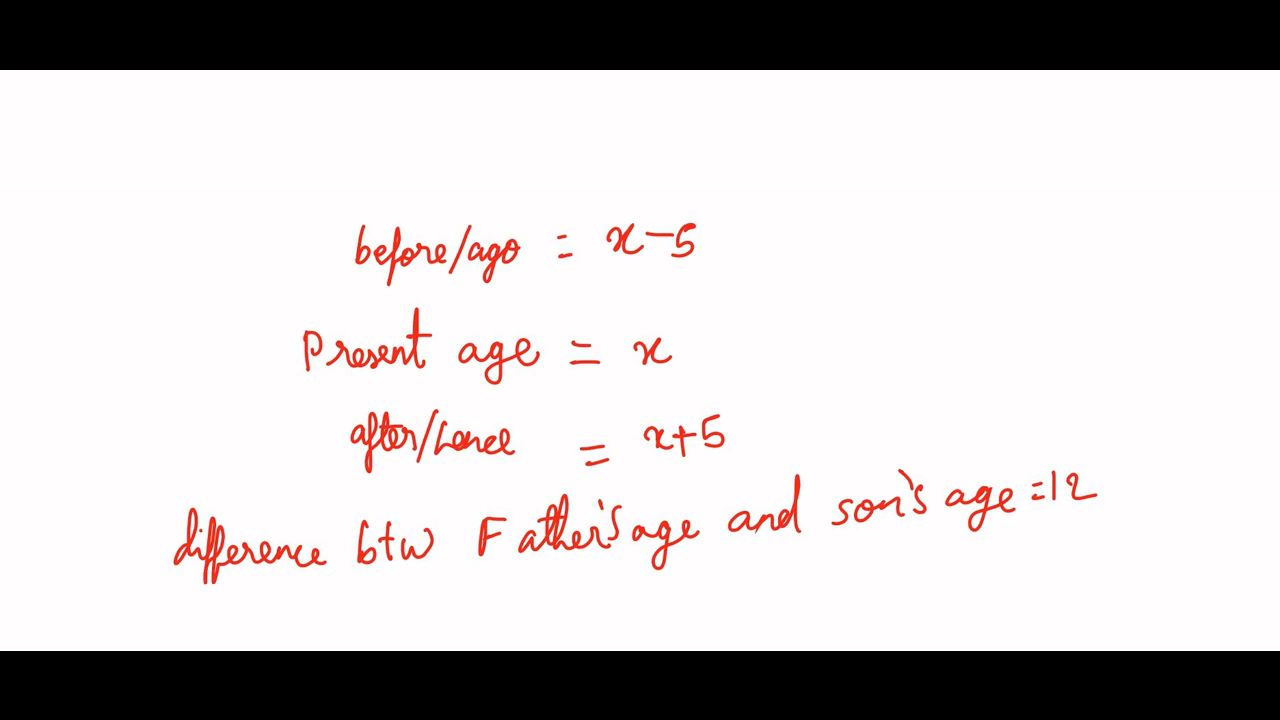 before/ago = x-5
Present age = x
after/hence = x+5
difference btw Father's age and son's age = 12